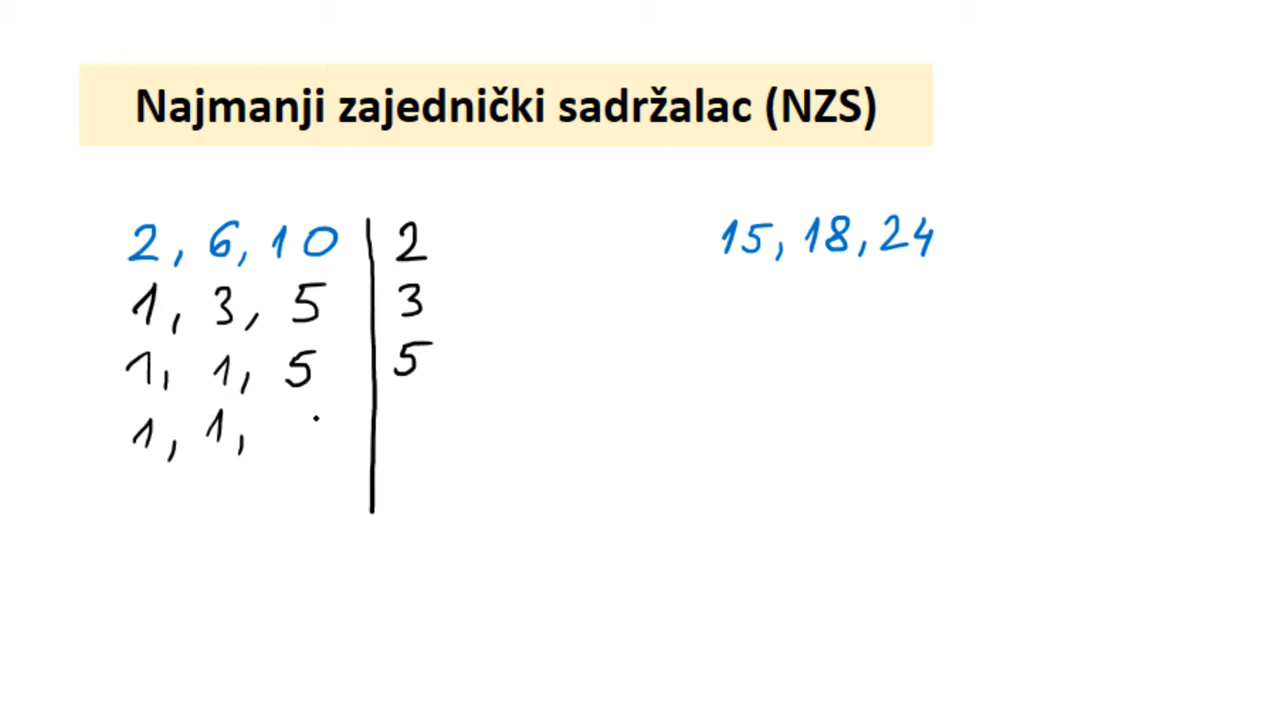 Najmanji zajednički sadržalac (NZS)
2, 6, 10 | 2
1, 3, 5 | 3
1, 1, 5 | 5
1, 1,
15, 18, 24